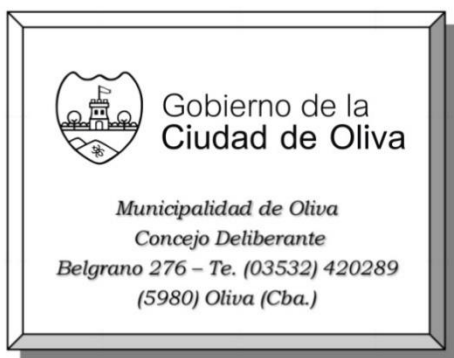 Gobierno de la
Ciudad de Oliva
Municipalidad de Oliva
Concejo Deliberante
Belgrano 276 – Te. (03532) 420289
(5980) Oliva (Cba.)